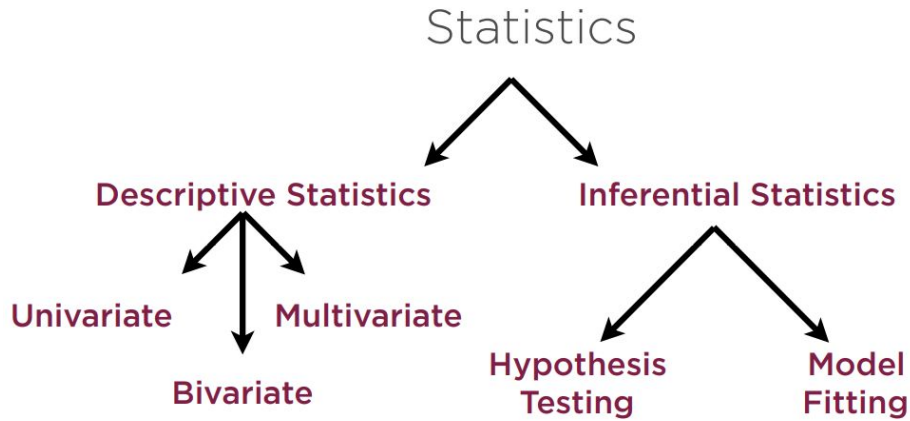 Statistics
Descriptive Statistics
Inferential Statistics
Univariate
Multivariate
Bivariate
Hypothesis
Testing
Model
Fitting